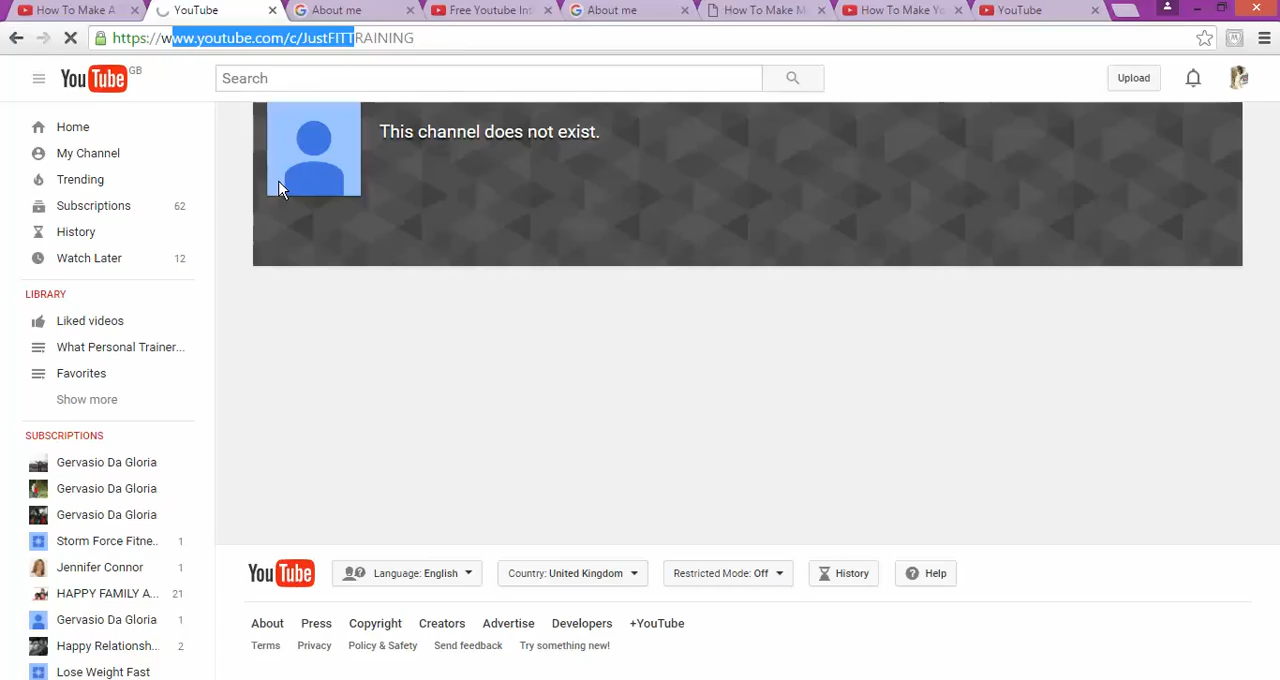 How To Make A
YouTube
About me
Free Youtube Int
About me
How To Make M
How To Make Yo
YouTube
https://www.youtube.com/c/JustFITTRAINING
YouTube GB
Search
Upload
Home
My Channel
Trending
Subscriptions 62
History
Watch Later 12
LIBRARY
Liked videos
What Personal Trainer...
Favorites
Show more
SUBSCRIPTIONS
Gervasio Da Gloria
Gervasio Da Gloria
Gervasio Da Gloria
Storm Force Fitne.. 1
Jennifer Connor 1
HAPPY FAMILY A... 21
Gervasio Da Gloria 1
Happy Relationsh... 2
Lose Weight Fast
This channel does not exist.
YouTube
Language: English
Country: United Kingdom
Restricted Mode: Off
History
Help
About Press Copyright Creators Advertise Developers +YouTube
Terms Privacy Policy & Safety Send feedback Try something new!